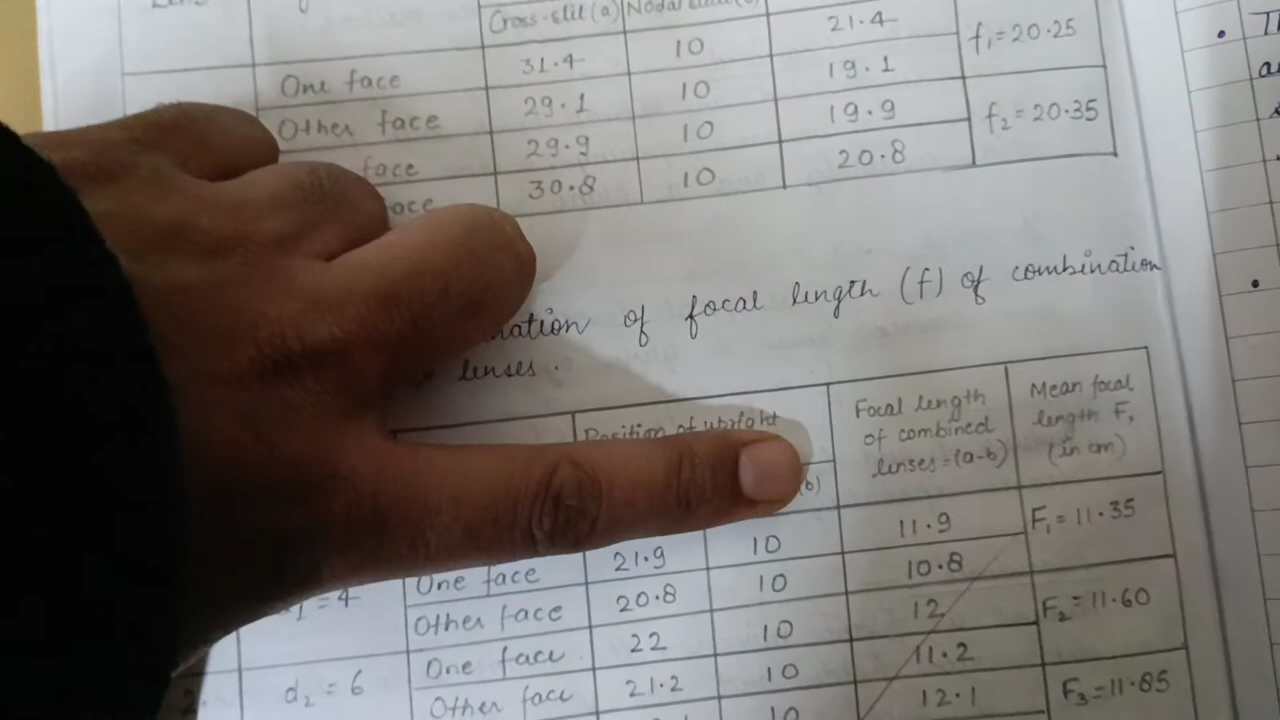 Cross-slit (a)
One face 31.4 10 21.4 f₁=20.25
Other face 29.1 10 19.1
face 29.9 10 19.9 f₂=20.35
face 30.8 10 20.8
of focal length (f) of combination
lenses.
Position of upright Focal length of combined lenses=(a-b) Mean focal length F, (in cm)
(b)
One face 21.9 10 11.9 F₁= 11.35
=4 Other face 20.8 10 10.8
One face 22 10 12 F₂=11.60
d₂ = 6 Other face 21.2 10 11.2
10 12.1 F₃=11.85